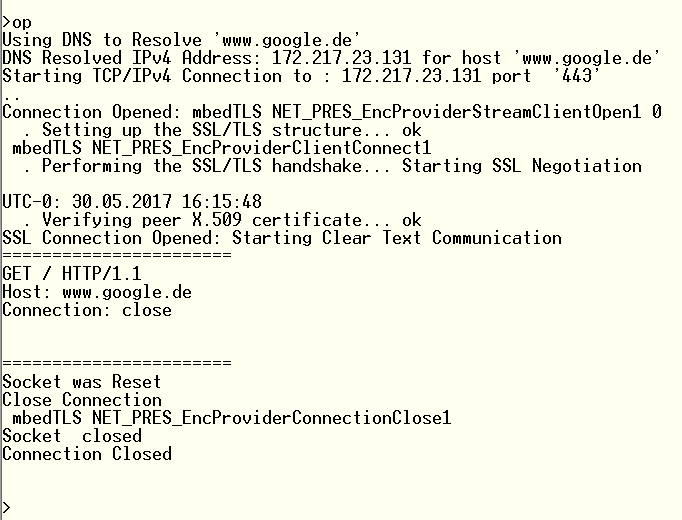 >op
Using DNS to Resolve 'www.google.de'
DNS Resolved IPv4 Address: 172.217.23.131 for host 'www.google.de'
Starting TCP/IPv4 Connection to : 172.217.23.131 port  '443'
..
Connection Opened: mbedTLS NET_PRES_EncProviderStreamClientOpen1 0
  . Setting up the SSL/TLS structure... ok
 mbedTLS NET_PRES_EncProviderClientConnect1
  . Performing the SSL/TLS handshake... Starting SSL Negotiation
UTC-0: 30.05.2017 16:15:48
  . Verifying peer X.509 certificate... ok
SSL Connection Opened: Starting Clear Text Communication
=======================
GET / HTTP/1.1
Host: www.google.de
Connection: close
=======================
Socket was Reset
Close Connection
 mbedTLS NET_PRES_EncProviderConnectionClose1
Socket  closed
Connection Closed
>